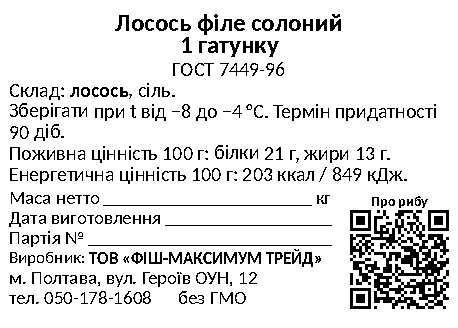 Лосось філе солоний
1 гатунку
ГОСТ 7449-96
Склад: лосось, сіль.
Зберігати при t від −8 до −4 °С. Термін придатності
90 діб.
Поживна цінність 100 г: білки 21 г, жири 13 г.
Енергетична цінність 100 г: 203 ккал / 849 кДж.
Маса нетто ______________________ кг
Дата виготовлення __________________
Партія № __________________________
Про рибу
Виробник: ТОВ «ФІШ-МАКСИМУМ ТРЕЙД»
м. Полтава, вул. Героїв ОУН, 12
тел. 050-178-1608 без ГМО